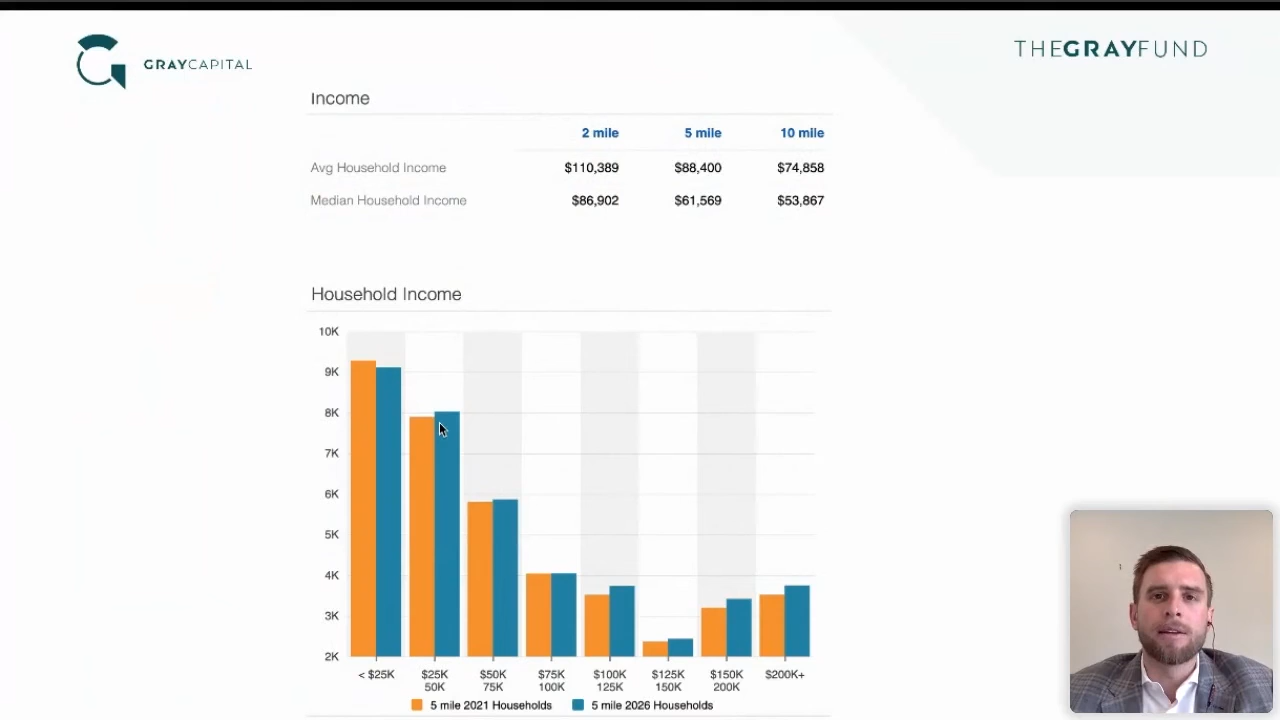 GRAYCAPITAL
THEGRAYFUND
Income
2 mile 5 mile 10 mile
Avg Household Income $110,389 $88,400 $74,858
Median Household Income $86,902 $61,569 $53,867
Household Income
10K
9K
8K
7K
6K
5K
4K
3K
2K
< $25K $25K $50K $75K $100K $125K $150K $200K+
50K 75K 100K 125K 150K 200K
5 mile 2021 Households 5 mile 2026 Households